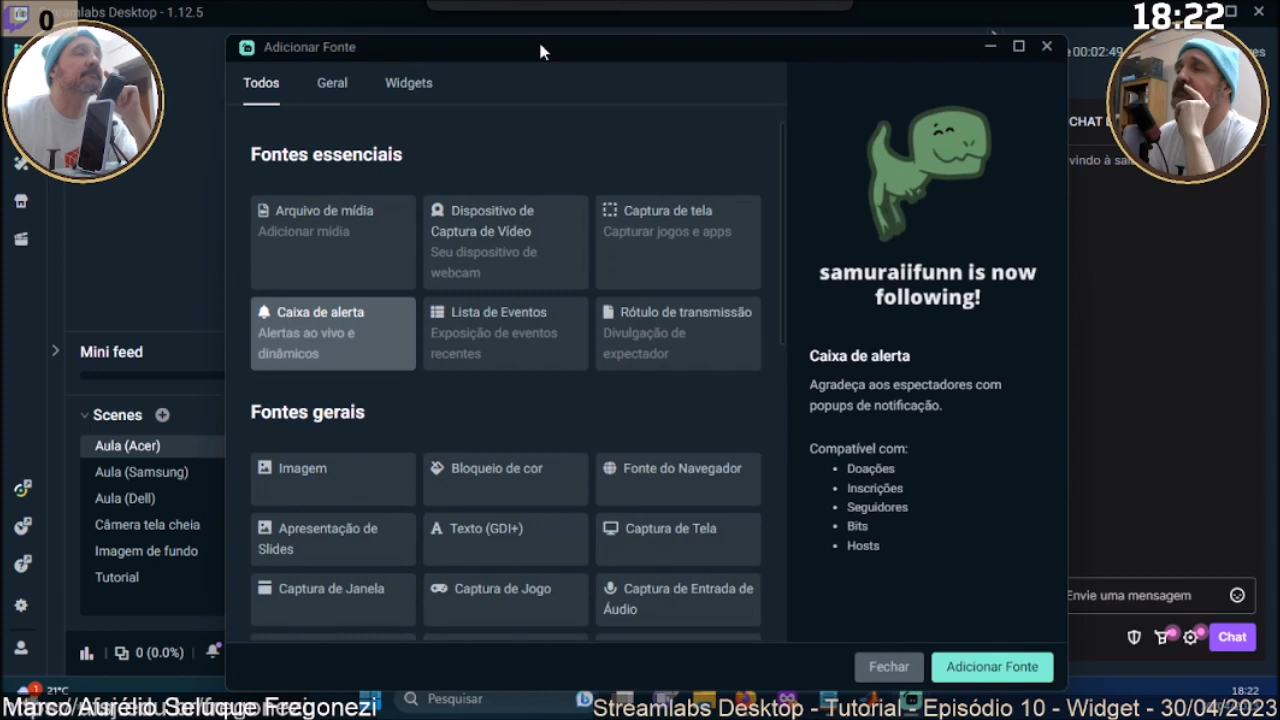 0
Streamlabs Desktop - 1.12.5
18:22
Adicionar Fonte
00:02:49
Todos
Geral
Widgets
CHAT
vindo à
Fontes essenciais
Arquivo de mídia
Adicionar mídia
Dispositivo de
Captura de Vídeo
Seu dispositivo de
webcam
Captura de tela
Capturar jogos e apps
Caixa de alerta
Alertas ao vivo e
dinâmicos
Lista de Eventos
Exposição de eventos
recentes
Rótulo de transmissão
Divulgação de
expectador
Fontes gerais
Imagem
Bloqueio de cor
Fonte do Navegador
Apresentação de
Slides
Texto (GDI+)
Captura de Tela
Captura de Janela
Captura de Jogo
Captura de Entrada de
Áudio
samuraiifunn is now
following!
Caixa de alerta
Agradeça aos espectadores com
popups de notificação.
Compatível com:
Doações
Inscrições
Seguidores
Bits
Hosts
Fechar
Adicionar Fonte
Mini feed
Scenes
Aula (Acer)
Aula (Samsung)
Aula (Dell)
Câmera tela cheia
Imagem de fundo
Tutorial
0 (0.0%)
Envie uma mensagem
Chat
1
21°C
Pesquisar
18:22
Streamlabs Desktop - Tutorial - Episódio 10 - Widget - 30/04/2023